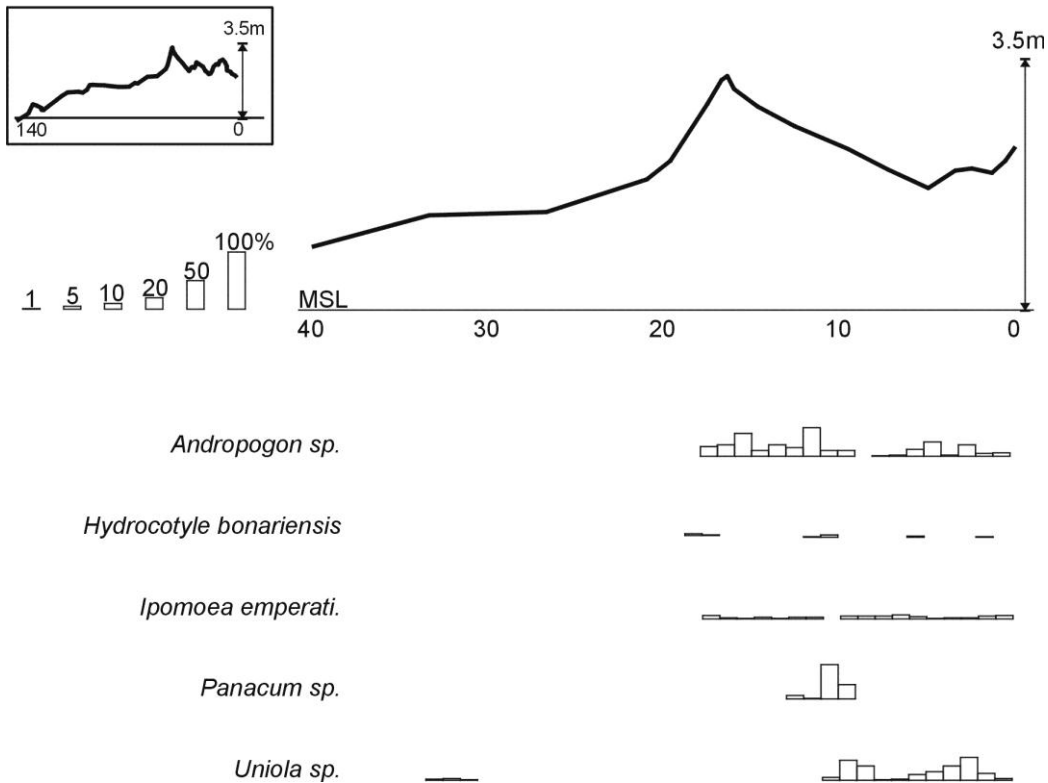 3.5m
140 0
3.5m
1 5 10 20 50 100%
MSL
40 30 20 10 0
Andropogon sp.
Hydrocotyle bonariensis
Ipomoea emperati.
Panacum sp.
Uniola sp.